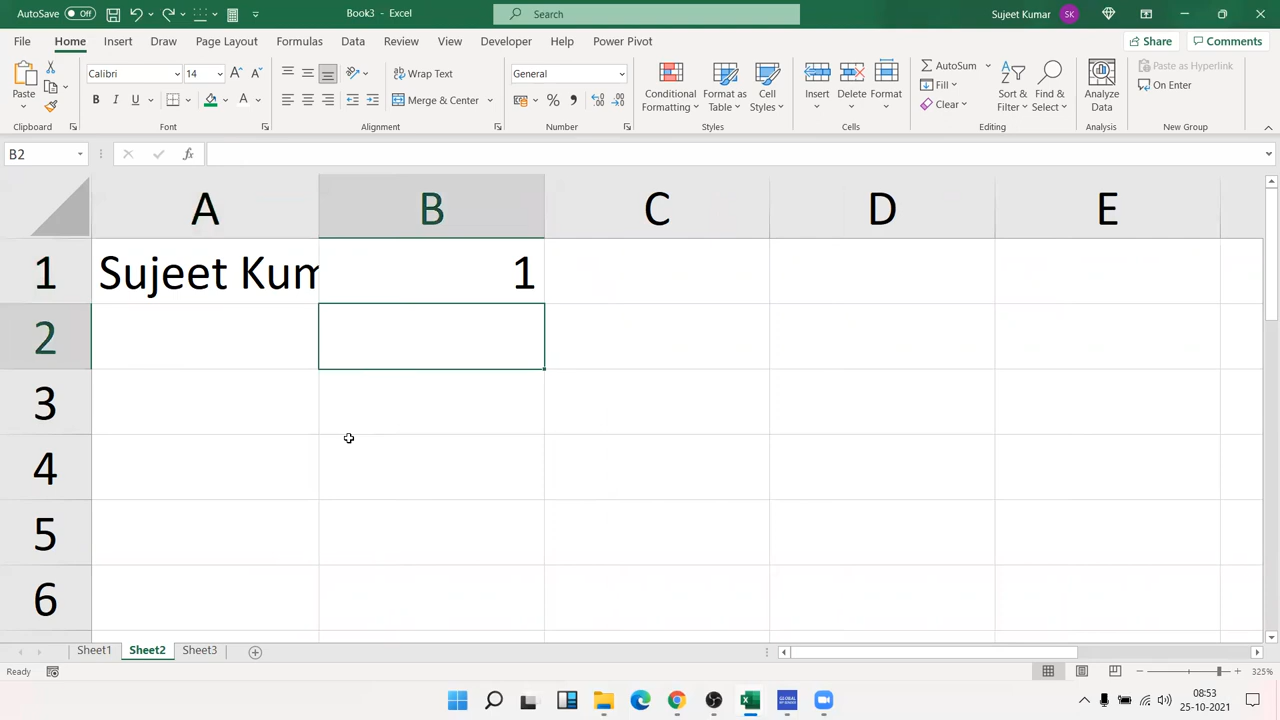 AutoSave Off Book3 - Excel Search Sujeet Kumar SK
File Home Insert Draw Page Layout Formulas Data Review View Developer Help Power Pivot Share Comments
Paste Calibri 14 Wrap Text General Conditional Formatting Format as Table Cell Styles Insert Delete Format AutoSum Sort & Filter Find & Select Analyze Data Paste as Hyperlink
B I U A Merge & Center % Fill Clear On Enter
Clipboard Font Alignment Number Styles Cells Editing Analysis New Group
B2 fx
A B C D E
1 Sujeet Kum 1
2
3
4
5
6
Sheet1 Sheet2 Sheet3
Ready 325%
GLOBAL
08:53
25-10-2021